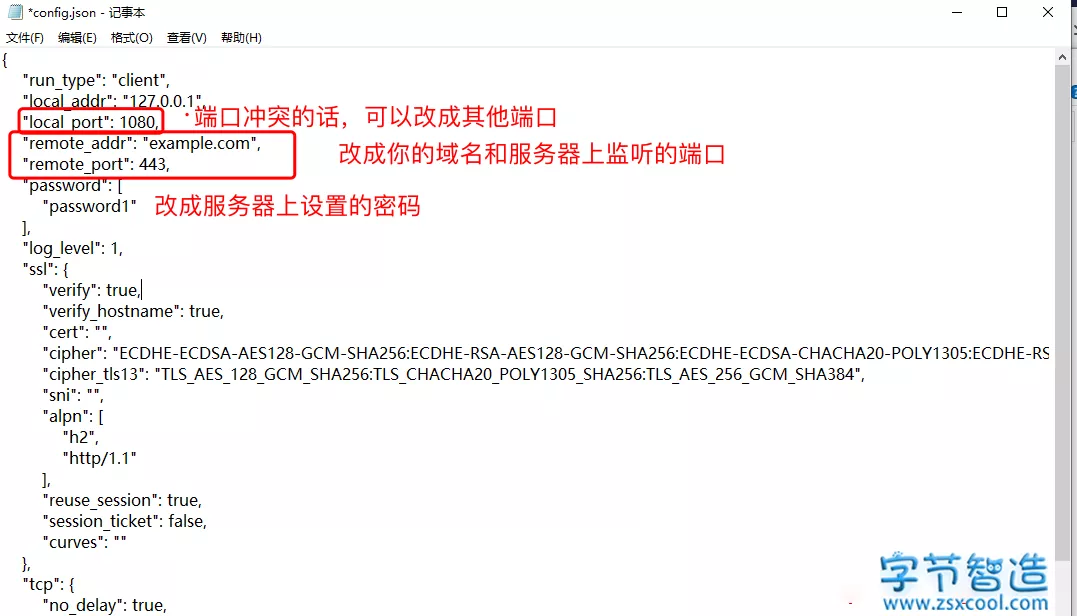 *config.json - 记事本
文件(F) 编辑(E) 格式(O) 查看(V) 帮助(H)
{
"run_type": "client",
"local_addr": "127.0.0.1",
"local_port": 1080, 端口冲突的话，可以改成其他端口
"remote_addr": "example.com",
改成你的域名和服务器上监听的端口
"remote_port": 443,
"password": [
"password1" 改成服务器上设置的密码
],
"log_level": 1,
"ssl": {
"verify": true,
"verify_hostname": true,
"cert": "",
"cipher": "ECDHE-ECDSA-AES128-GCM-SHA256:ECDHE-RSA-AES128-GCM-SHA256:ECDHE-ECDSA-CHACHA20-POLY1305:ECDHE-RS
"cipher_tls13": "TLS_AES_128_GCM_SHA256:TLS_CHACHA20_POLY1305_SHA256:TLS_AES_256_GCM_SHA384",
"sni": "",
"alpn": [
"h2",
"http/1.1"
],
"reuse_session": true,
"session_ticket": false,
"curves": ""
},
"tcp": {
"no_delay": true,
字节智造
www.zsxcool.com